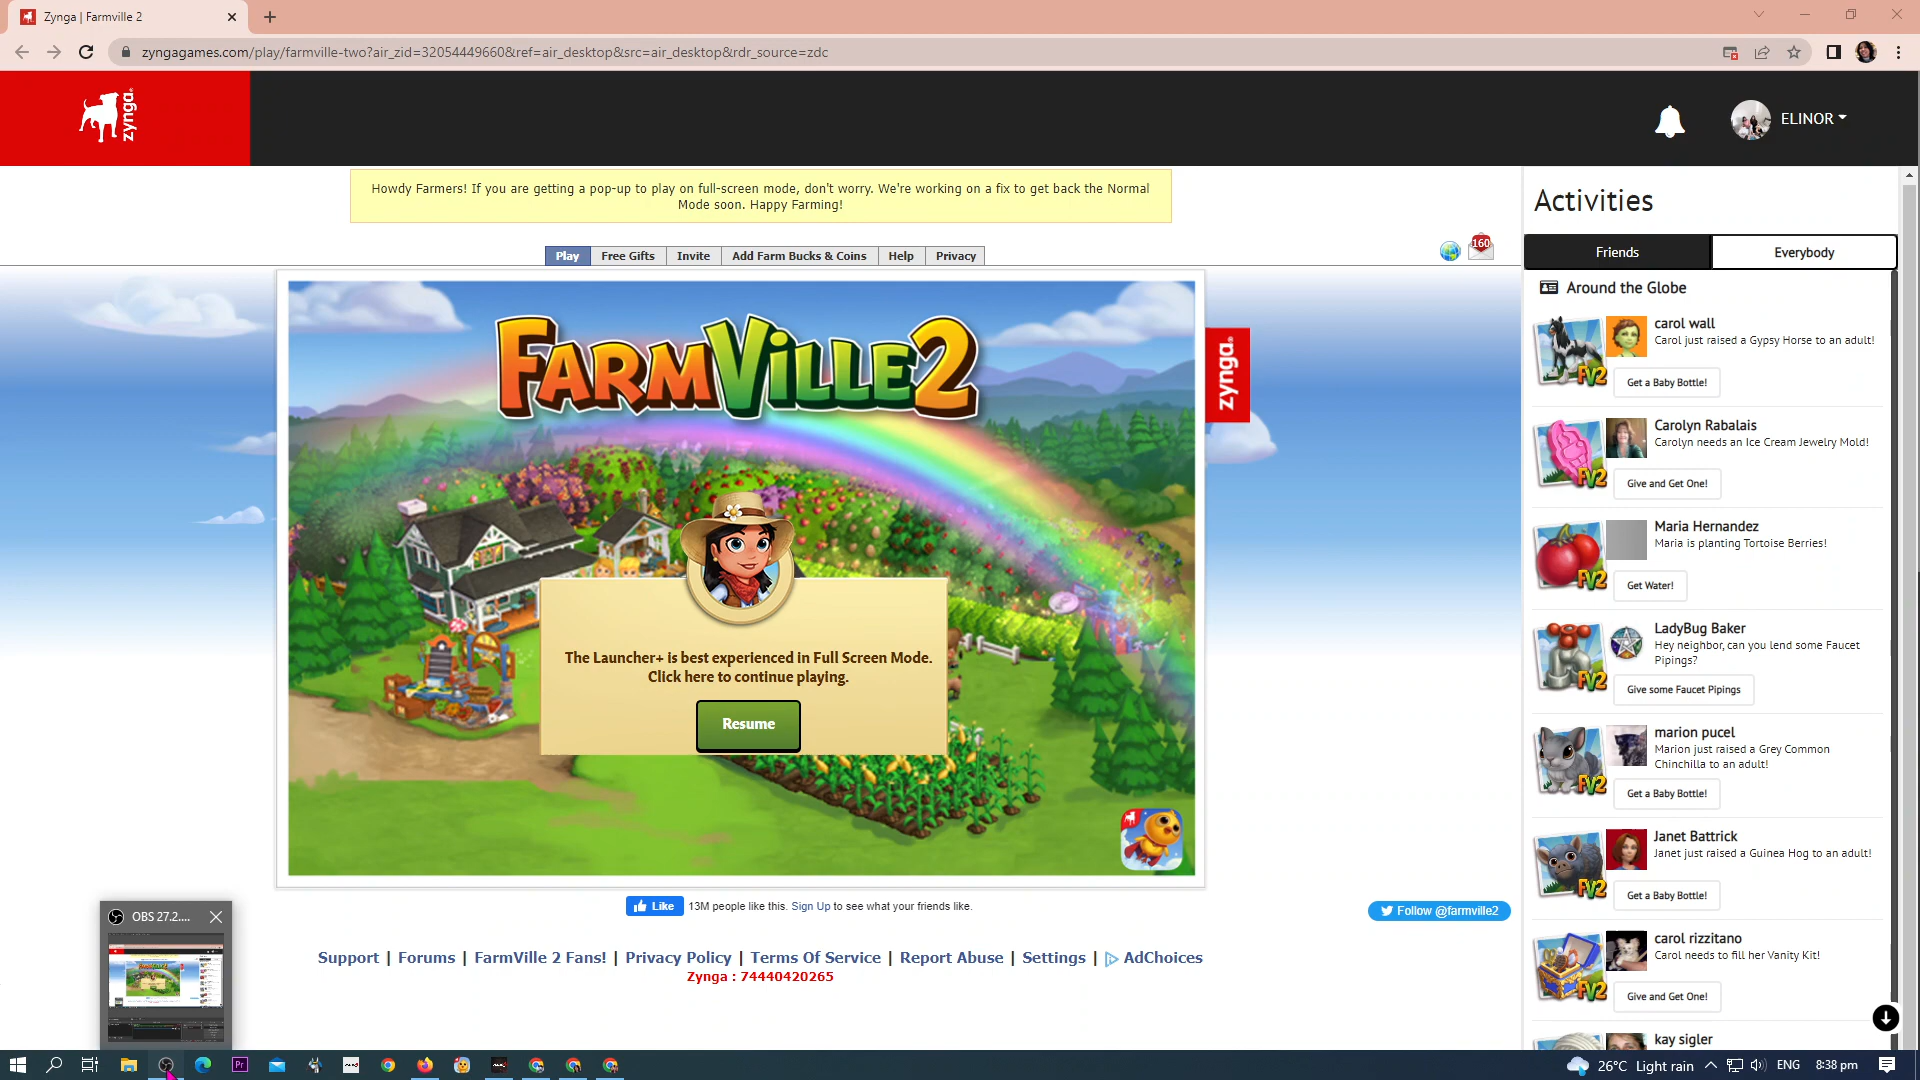 Zynga | Farmville 2
zyngagames.com/play/farmville-two?air_zid=32054449660&ref=air_desktop&src=air_desktop&rdr_source=zdc
zynga
ELINOR
Howdy Farmers! If you are getting a pop-up to play on full-screen mode, don't worry. We're working on a fix to get back the Normal
Mode soon. Happy Farming!
Play
Free Gifts
Invite
Add Farm Bucks & Coins
Help
Privacy
160
FARMVILLE2
zynga
The Launcher+ is best experienced in Full Screen Mode.
Click here to continue playing.
Resume
Like
13M people like this. Sign Up to see what your friends like.
Follow @farmville2
Support | Forums | FarmVille 2 Fans! | Privacy Policy | Terms Of Service | Report Abuse | Settings | AdChoices
Zynga : 74440420265
Activities
Friends
Everybody
Around the Globe
carol wall
Carol just raised a Gypsy Horse to an adult!
FV2
Get a Baby Bottle!
Carolyn Rabalais
Carolyn needs an Ice Cream Jewelry Mold!
FV2
Give and Get One!
Maria Hernandez
Maria is planting Tortoise Berries!
FV2
Get Water!
LadyBug Baker
Hey neighbor, can you lend some Faucet
Pipings?
FV2
Give some Faucet Pipings
marion pucel
Marion just raised a Grey Common
Chinchilla to an adult!
FV2
Get a Baby Bottle!
Janet Battrick
Janet just raised a Guinea Hog to an adult!
FV2
Get a Baby Bottle!
carol rizzitano
Carol needs to fill her Vanity Kit!
FV2
Give and Get One!
kay sigler
OBS 27.2....
Pr
26°C Light rain
ENG
8:38 pm